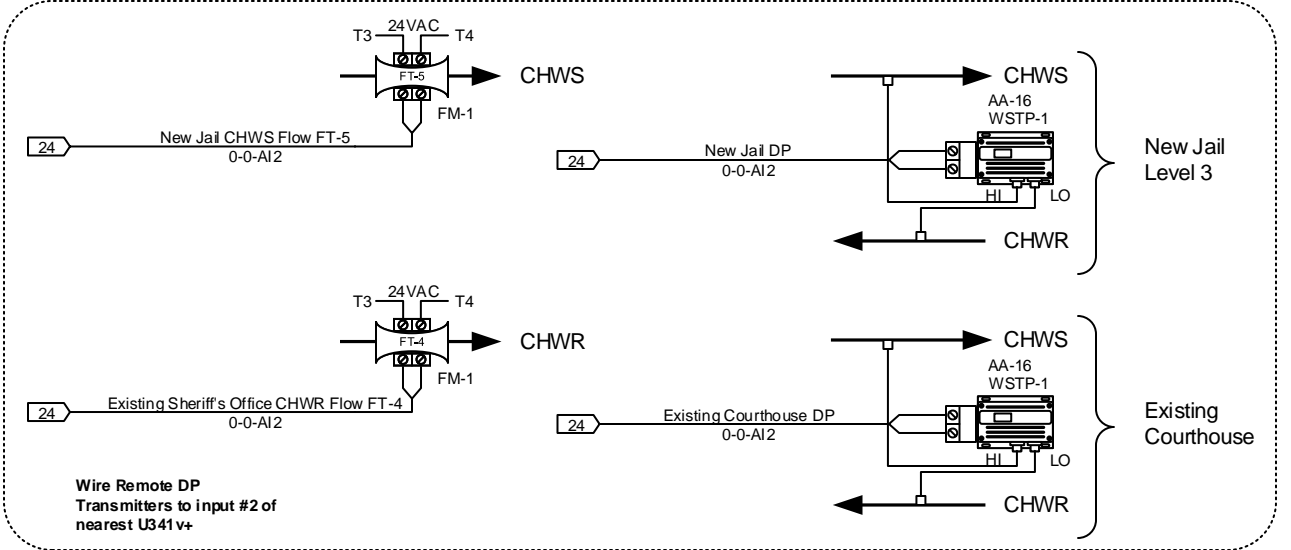 24VAC
T3
T4
FT-5
CHWS
FM-1
24
New Jail CHWS Flow FT-5
0-0-AI2
CHWS
AA-16
WSTP-1
24
New Jail DP
0-0-AI2
HI
LO
CHWR
New Jail
Level 3
24VAC
T3
T4
FT-4
CHWR
FM-1
24
Existing Sheriff's Office CHWR Flow FT-4
0-0-AI2
CHWS
AA-16
WSTP-1
24
Existing Courthouse DP
0-0-AI2
HI
LO
CHWR
Existing
Courthouse
Wire Remote DP
Transmitters to input #2 of
nearest U341v+